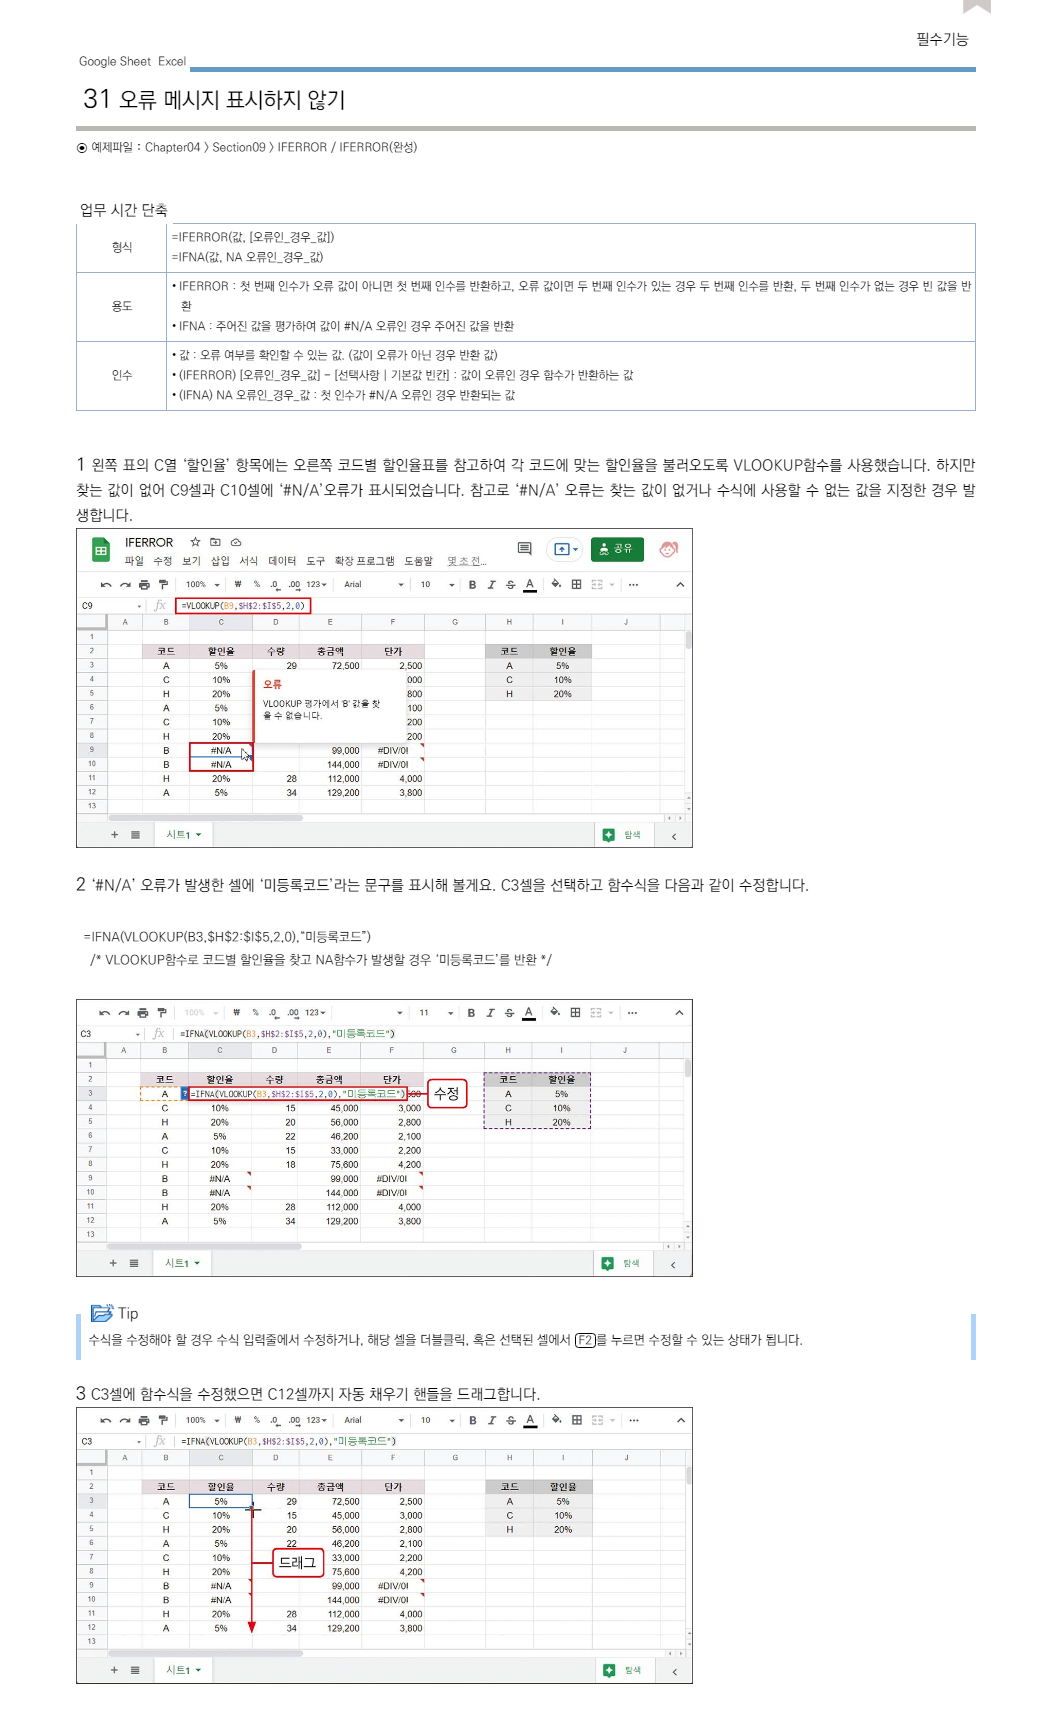 필수기능
Google Sheet Excel
31 오류 메시지 표시하지 않기
예제파일 : Chapter04 > Section09 > IFERROR / IFERROR(완성)
업무 시간 단축
형식
=IFERROR(값, [오류인_경우_값])
=IFNA(값, NA 오류인_경우_값)
용도
• IFERROR : 첫 번째 인수가 오류 값이 아니면 첫 번째 인수를 반환하고, 오류 값이면 두 번째 인수가 있는 경우 두 번째 인수를 반환, 두 번째 인수가 없는 경우 빈 값을 반
환
• IFNA : 주어진 값을 평가하여 값이 #N/A 오류인 경우 주어진 값을 반환
인수
• 값 : 오류 여부를 확인할 수 있는 값. (값이 오류가 아닌 경우 반환 값)
• (IFERROR) [오류인_경우_값] – [선택사항 | 기본값 빈칸] : 값이 오류인 경우 함수가 반환하는 값
• (IFNA) NA 오류인_경우_값 : 첫 인수가 #N/A 오류인 경우 반환되는 값
1 왼쪽 표의 C열 ‘할인율’ 항목에는 오른쪽 코드별 할인율표를 참고하여 각 코드에 맞는 할인율을 불러오도록 VLOOKUP함수를 사용했습니다. 하지만
찾는 값이 없어 C9셀과 C10셀에 ‘#N/A’오류가 표시되었습니다. 참고로 ‘#N/A’ 오류는 찾는 값이 없거나 수식에 사용할 수 없는 값을 지정한 경우 발
생합니다.
IFERROR
파일 수정 보기 삽입 서식 데이터 도구 확장 프로그램 도움말 몇 초 전...
공유
100% ₩ % .0 .00 123 Arial 10 B I S A ...
C9 fx =VLOOKUP(B9,$H$2:$I$5,2,0)
A B C D E F G H I J
1
2 코드 할인율 수량 총금액 단가 코드 할인율
3 A 5% 29 72,500 2,500 A 5%
4 C 10% 000 C 10%
5 H 20% 800 H 20%
6 A 5% 100
7 C 10% 200
8 H 20% 200
오류
VLOOKUP 평가에서 'B' 값을 찾
을 수 없습니다.
9 B #N/A 99,000 #DIV/0!
10 B #N/A 144,000 #DIV/0!
11 H 20% 28 112,000 4,000
12 A 5% 34 129,200 3,800
13
+ 시트1 탐색
2 ‘#N/A’ 오류가 발생한 셀에 ‘미등록코드’라는 문구를 표시해 볼게요. C3셀을 선택하고 함수식을 다음과 같이 수정합니다.
=IFNA(VLOOKUP(B3,$H$2:$I$5,2,0),“미등록코드”)
/* VLOOKUP함수로 코드별 할인율을 찾고 NA함수가 발생할 경우 ‘미등록코드’를 반환 */
100% ₩ % .0 .00 123 11 B I S A ...
C3 fx =IFNA(VLOOKUP(B3,$H$2:$I$5,2,0),"미등록코드")
A B C D E F G H I J
1
2 코드 할인율 수량 총금액 단가 코드 할인율
3 A ? =IFNA(VLOOKUP(B3,$H$2:$I$5,2,0),"미등록코드") 500 수정 A 5%
4 C 10% 15 45,000 3,000 C 10%
5 H 20% 20 56,000 2,800 H 20%
6 A 5% 22 46,200 2,100
7 C 10% 15 33,000 2,200
8 H 20% 18 75,600 4,200
9 B #N/A 99,000 #DIV/0!
10 B #N/A 144,000 #DIV/0!
11 H 20% 28 112,000 4,000
12 A 5% 34 129,200 3,800
13
+ 시트1 탐색
Tip
수식을 수정해야 할 경우 수식 입력줄에서 수정하거나, 해당 셀을 더블클릭, 혹은 선택된 셀에서 F2를 누르면 수정할 수 있는 상태가 됩니다.
3 C3셀에 함수식을 수정했으면 C12셀까지 자동 채우기 핸들을 드래그합니다.
100% ₩ % .0 .00 123 Arial 10 B I S A ...
C3 fx =IFNA(VLOOKUP(B3,$H$2:$I$5,2,0),"미등록코드")
A B C D E F G H I J
1
2 코드 할인율 수량 총금액 단가 코드 할인율
3 A 5% 29 72,500 2,500 A 5%
4 C 10% 15 45,000 3,000 C 10%
5 H 20% 20 56,000 2,800 H 20%
6 A 5% 22 46,200 2,100
7 C 10% 드래그 33,000 2,200
8 H 20% 75,600 4,200
9 B #N/A 99,000 #DIV/0!
10 B #N/A 144,000 #DIV/0!
11 H 20% 28 112,000 4,000
12 A 5% 34 129,200 3,800
13
+ 시트1 탐색